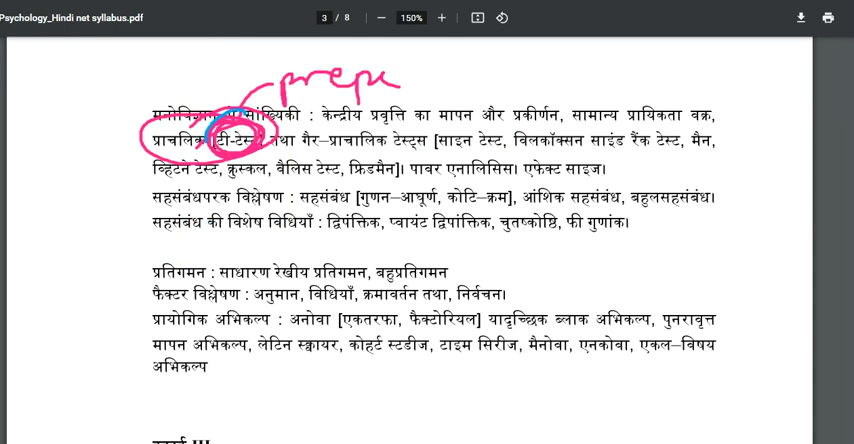 Psychology_Hindi net syllabus.pdf 3 / 8 150%
prepu
मनोविज्ञान सांख्यिकी : केन्द्रीय प्रवृत्ति का मापन और प्रकीर्णन, सामान्य प्रायिकता वक्र,
प्राचलिक [टी-टेस्ट] तथा गैर–प्राचालिक टेस्ट्स [साइन टेस्ट, विलकॉक्सन साइंड रैंक टेस्ट, मैन,
व्हिटने टेस्ट, क्रुस्कल, वैलिस टेस्ट, फ्रिडमैन]। पावर एनालिसिस। एफेक्ट साइज।
सहसंबंधपरक विश्लेषण : सहसंबंध [गुणन–आघूर्ण, कोटि–क्रम], आंशिक सहसंबंध, बहुलसहसंबंध।
सहसंबंध की विशेष विधियाँ : द्विपंक्तिक, प्वायंट द्विपांक्तिक, चुतष्कोष्ठि, फी गुणांक।
प्रतिगमन : साधारण रेखीय प्रतिगमन, बहुप्रतिगमन
फैक्टर विश्लेषण : अनुमान, विधियाँ, क्रमावर्तन तथा, निर्वचन।
प्रायोगिक अभिकल्प : अनोवा [एकतरफा, फैक्टोरियल] यादृच्छिक ब्लाक अभिकल्प, पुनरावृत्त
मापन अभिकल्प, लेटिन स्क्वायर, कोहर्ट स्टडीज, टाइम सिरीज, मैनोवा, एनकोवा, एकल–विषय
अभिकल्प